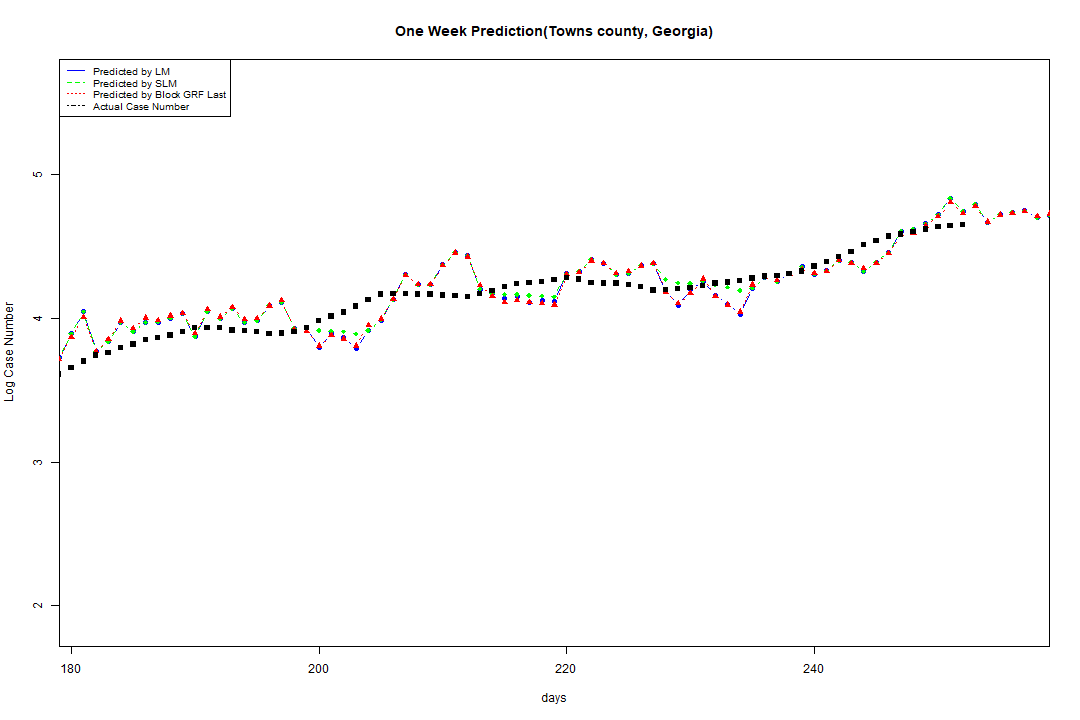 One Week Prediction(Towns county, Georgia)
Predicted by LM
Predicted by SLM
Predicted by Block GRF Last
Actual Case Number
5
4
3
2
Log Case Number
180
200
220
240
days